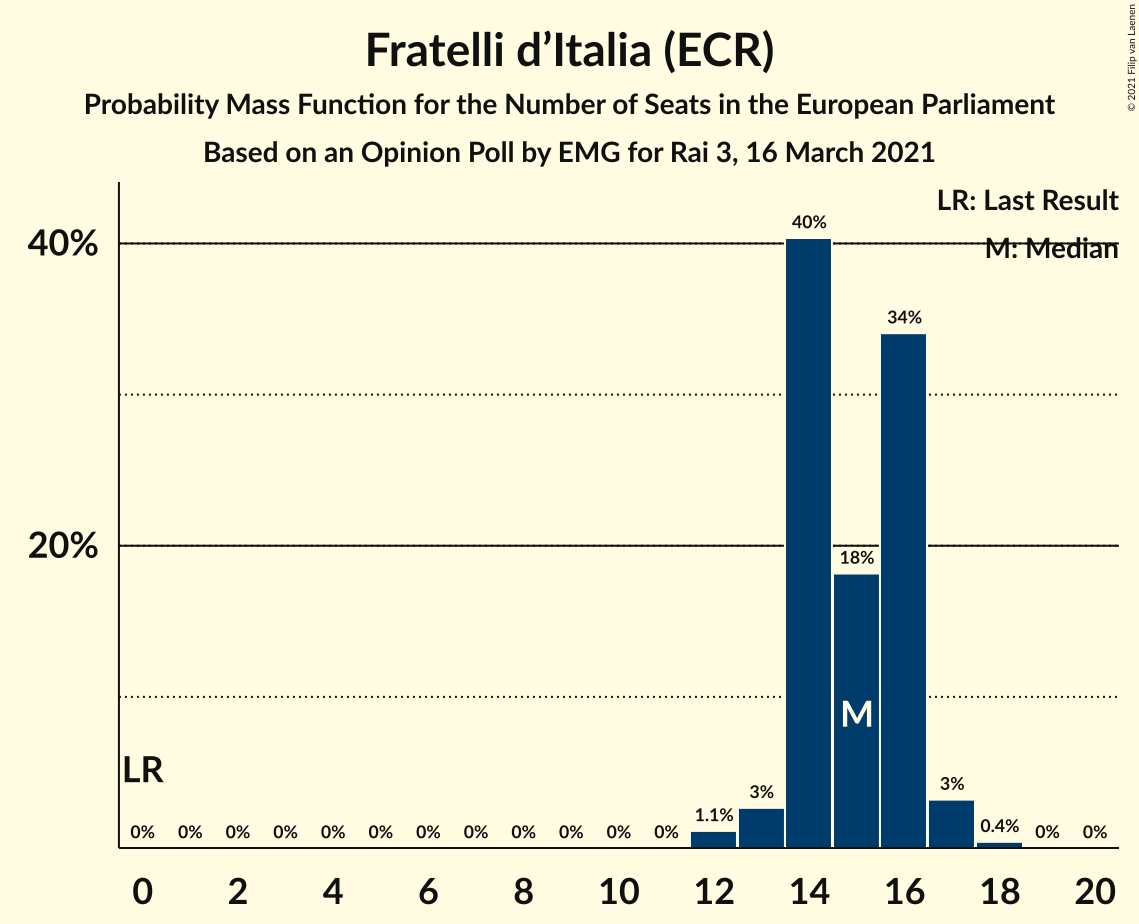 Fratelli d’Italia (ECR)
Probability Mass Function for the Number of Seats in the European Parliament
Based on an Opinion Poll by EMG for Rai 3, 16 March 2021
© 2021 Filip van Laenen
LR: Last Result
M: Median
40%
20%
40%
34%
18%
M
LR
0% 0% 0% 0% 0% 0% 0% 0% 0% 0% 0% 0% 1.1% 3% 3% 0.4% 0% 0%
0 2 4 6 8 10 12 14 16 18 20